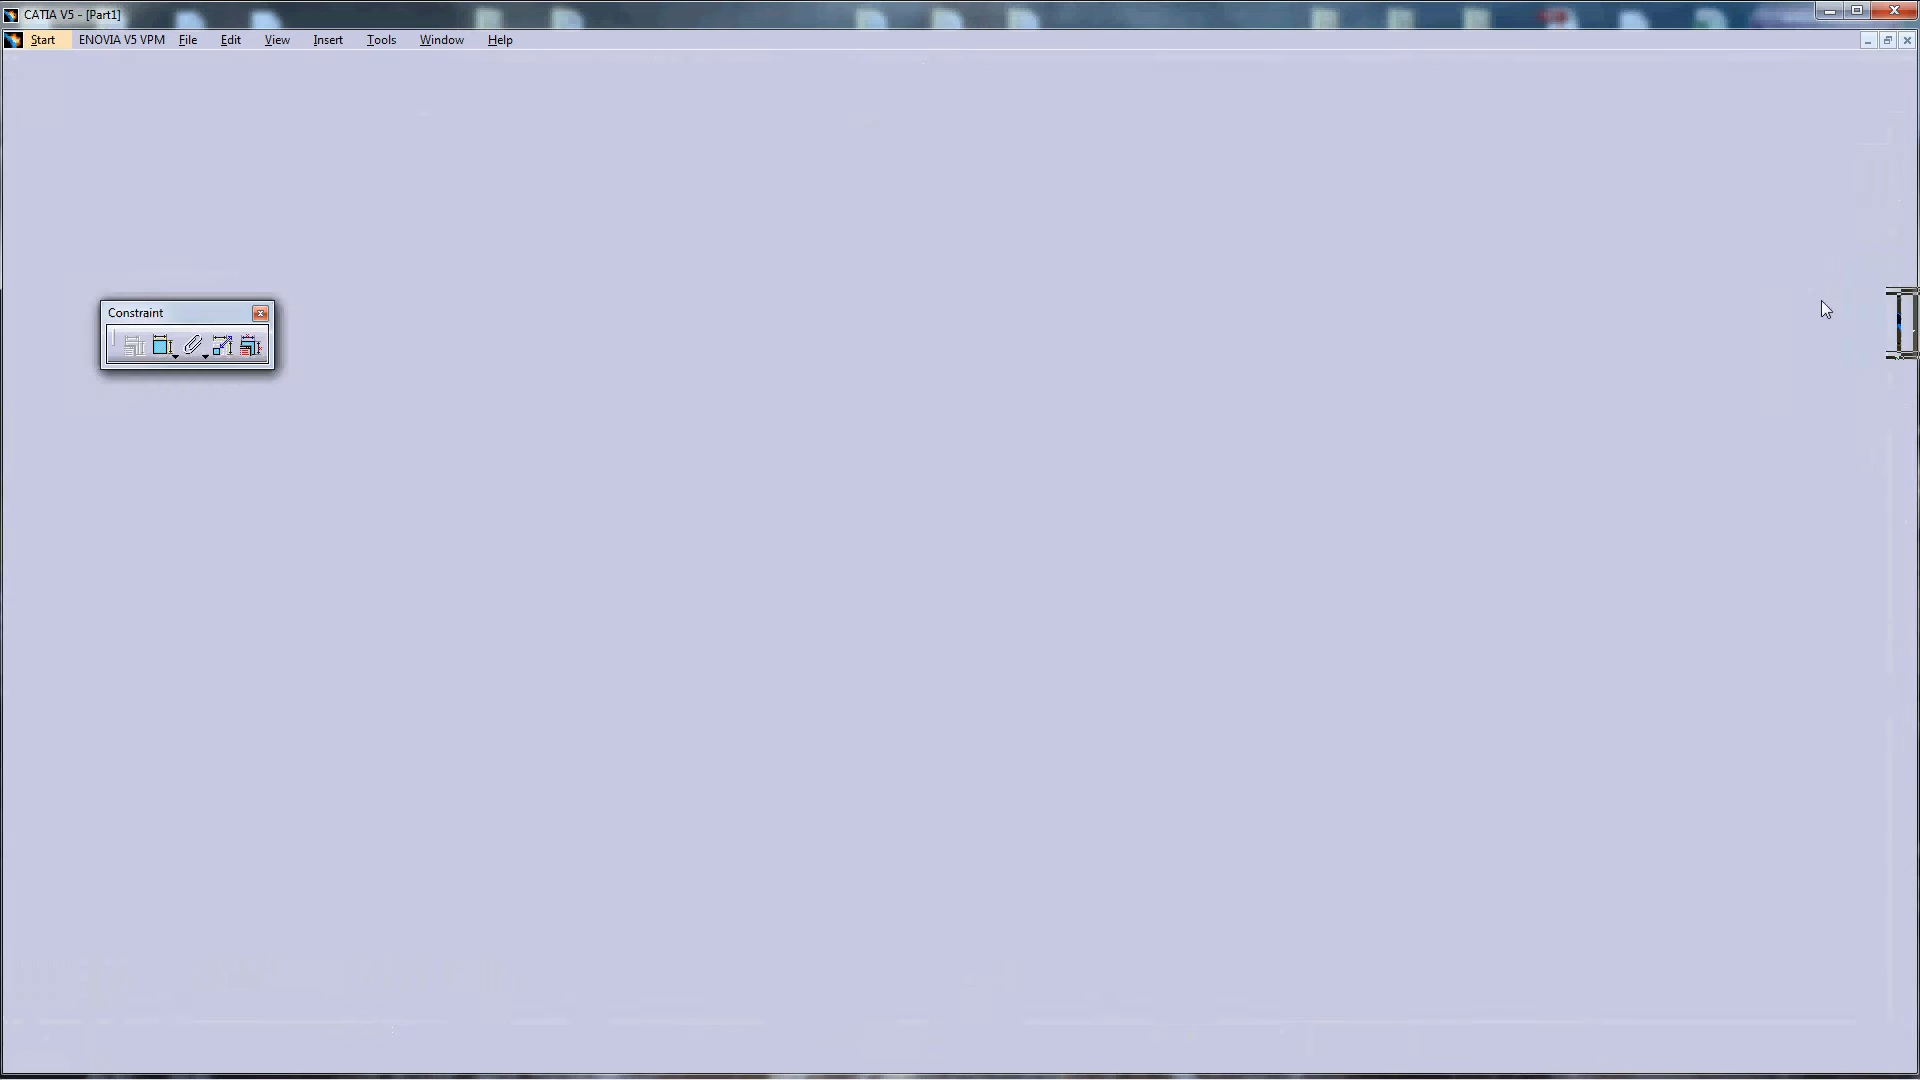 CATIA V5 - [Part1]
Start ENOVIA V5 VPM File Edit View Insert Tools Window Help
Constraint